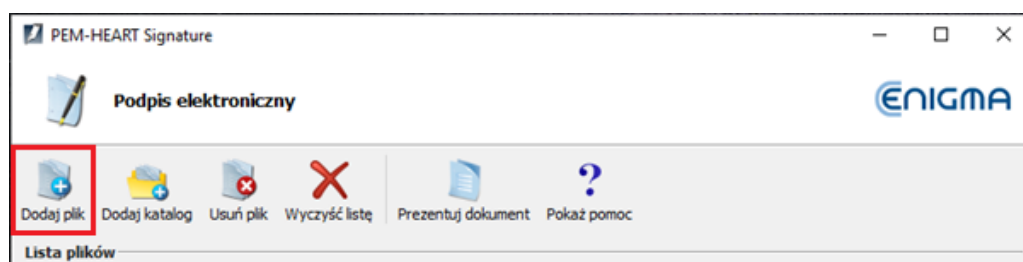 PEM-HEART Signature
Podpis elektroniczny
ENIGMA
Dodaj plik Dodaj katalog Usuń plik Wyczyść listę Prezentuj dokument Pokaż pomoc
Lista plików